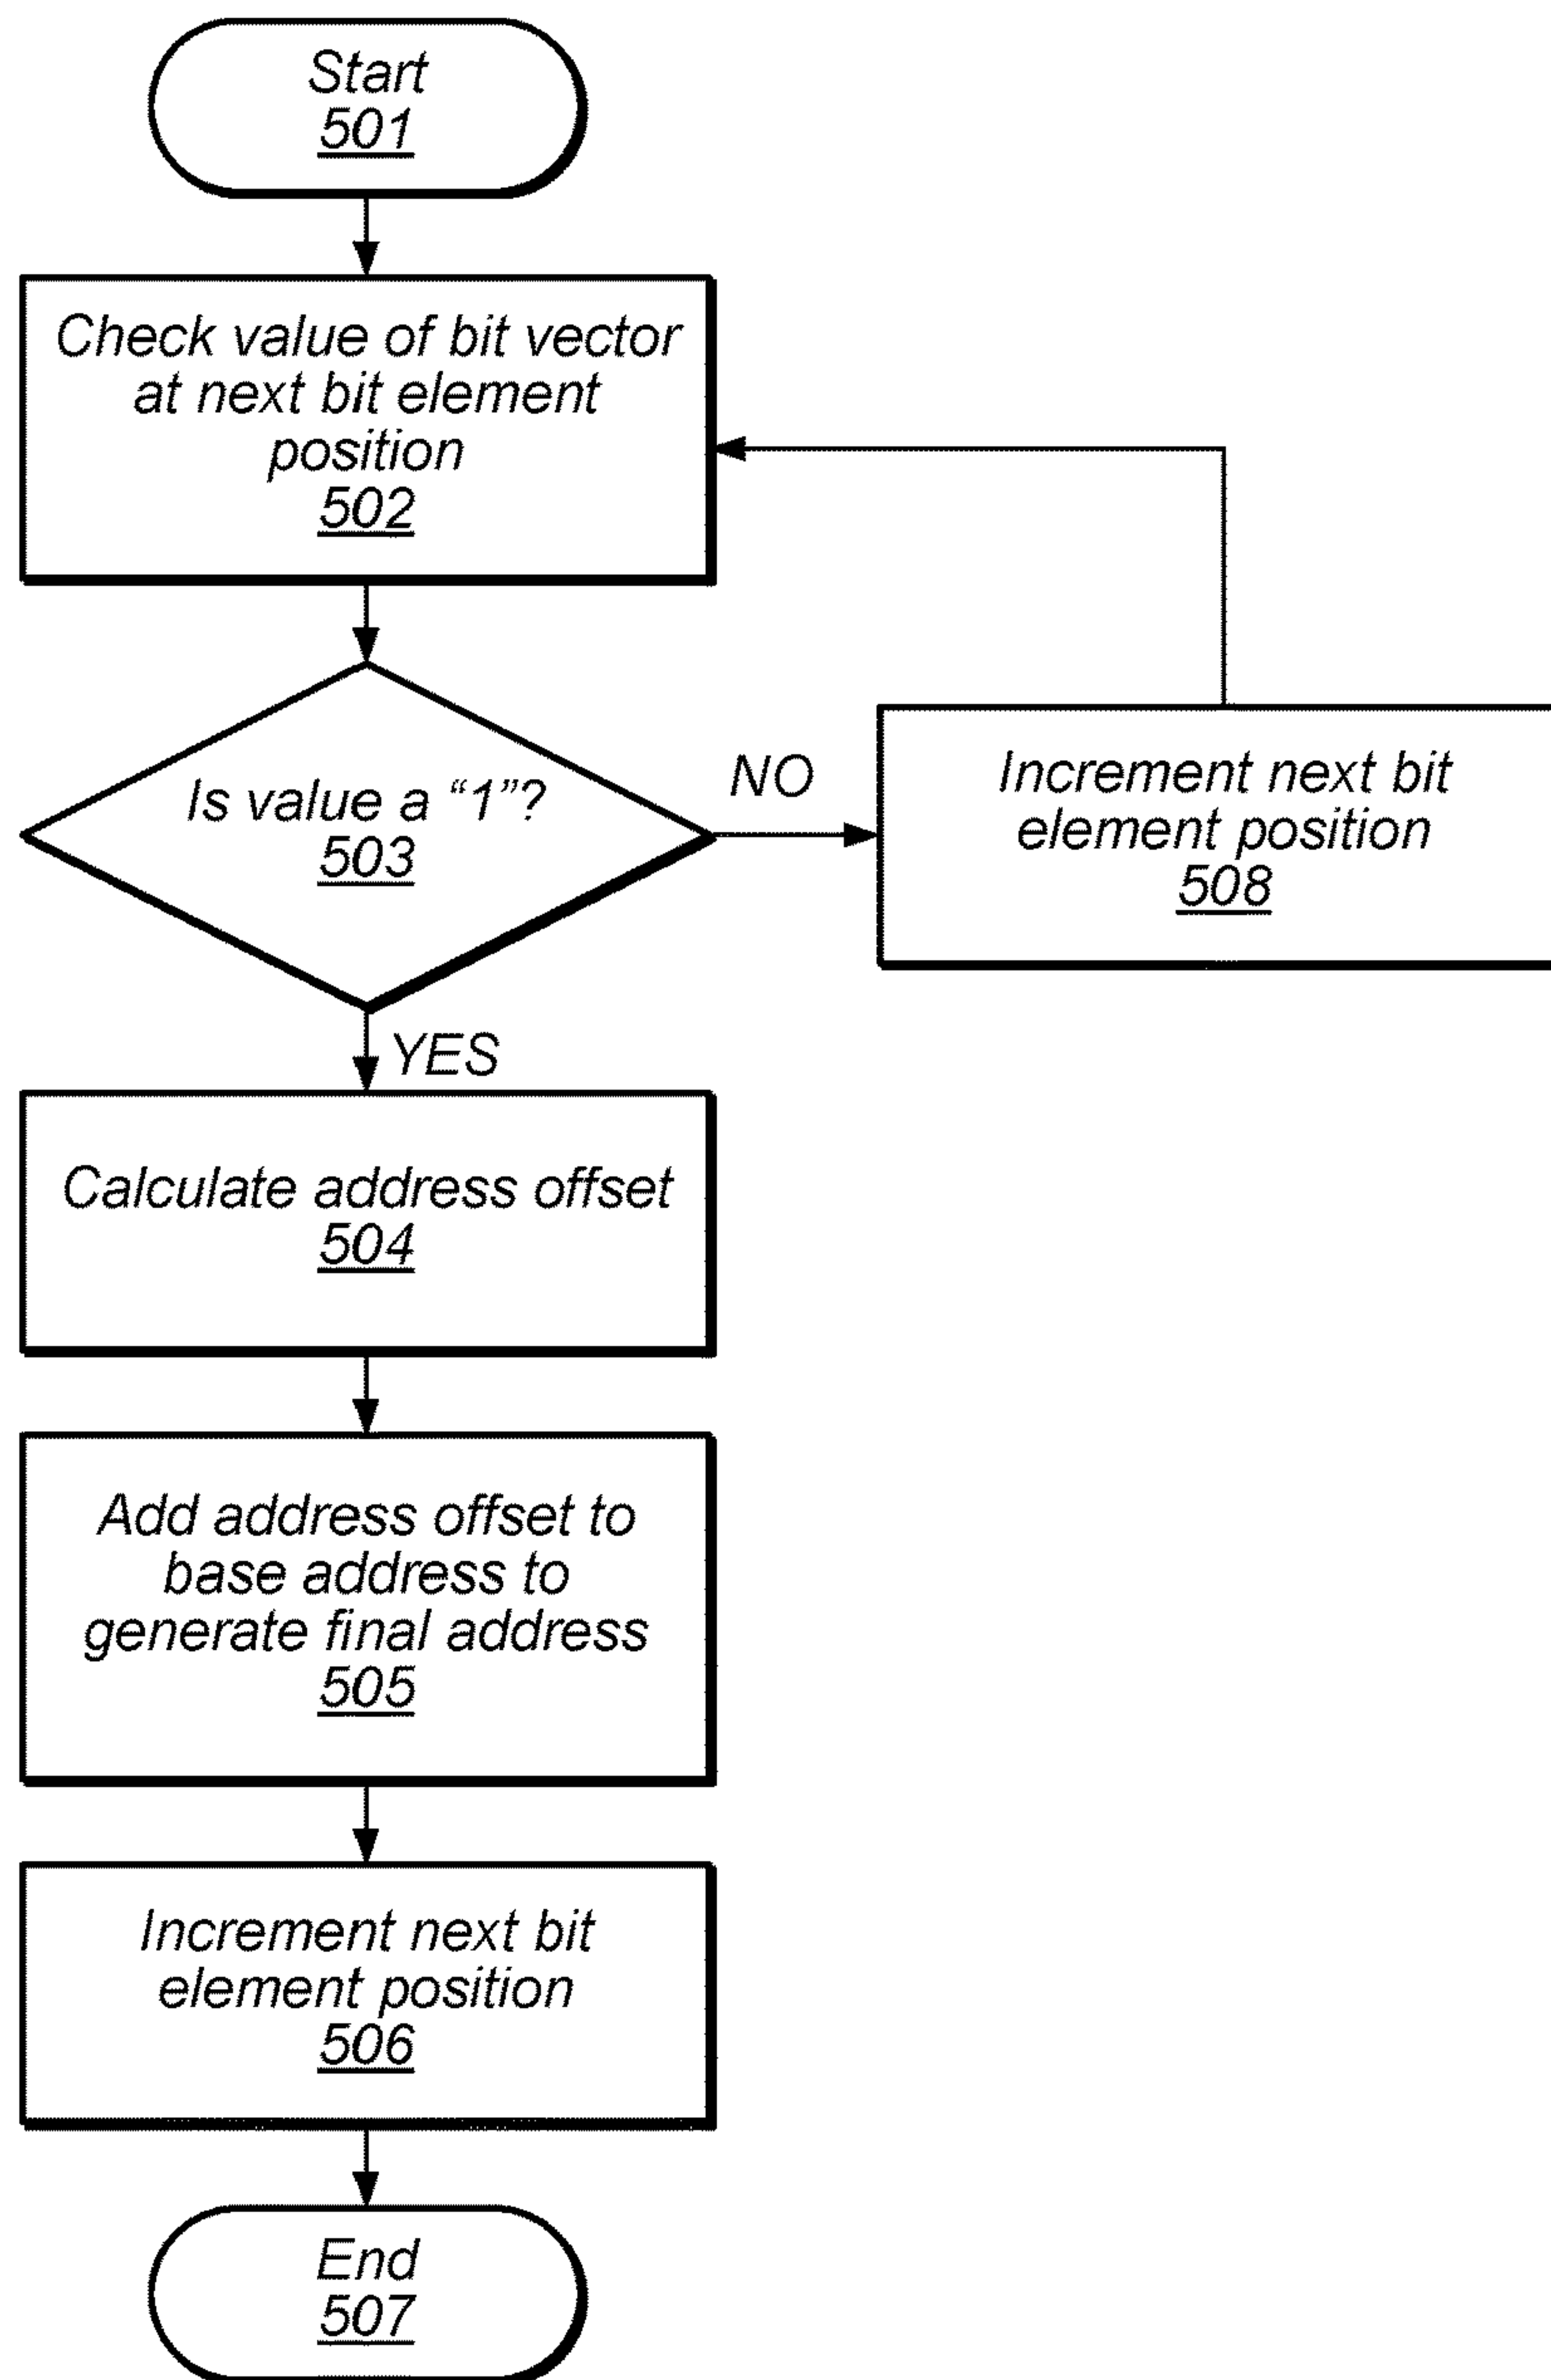 Start
501
Check value of bit vector
at next bit element
position
502
Is value a “1”?
503
NO
Increment next bit
element position
508
YES
Calculate address offset
504
Add address offset to
base address to
generate final address
505
Increment next bit
element position
506
End
507